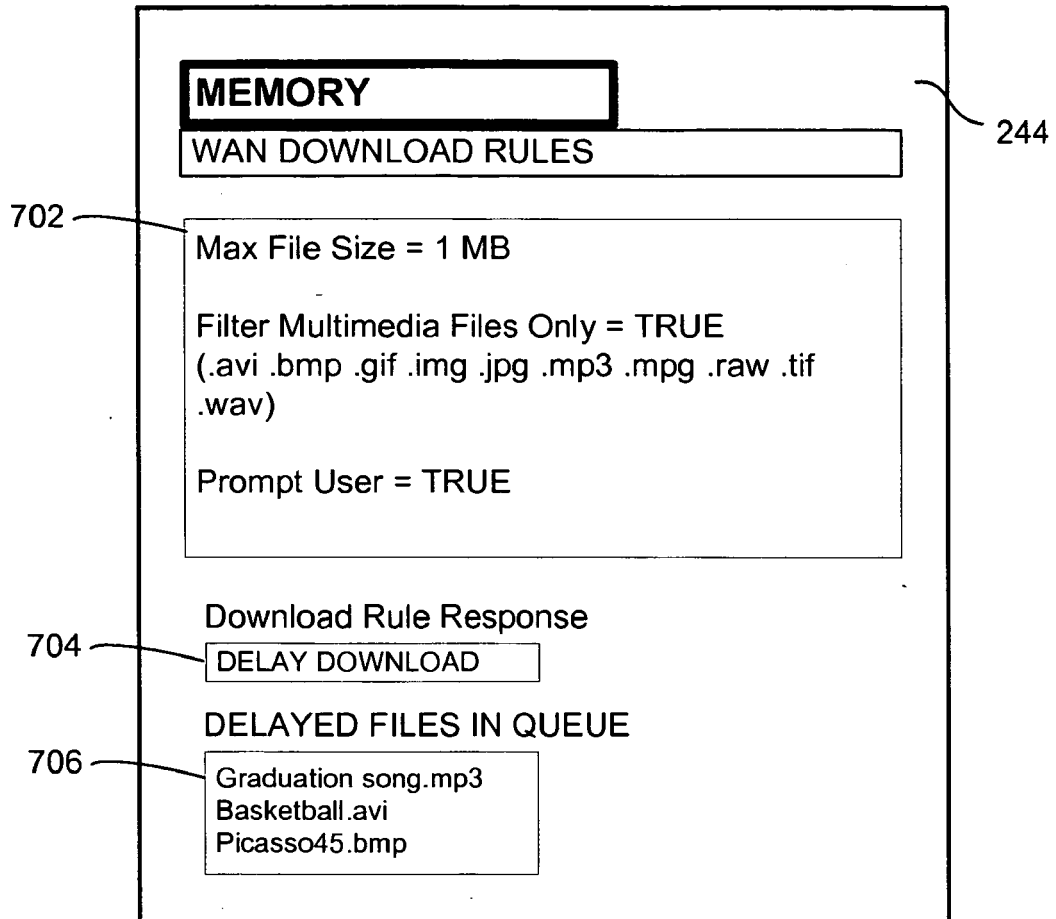 MEMORY
244
WAN DOWNLOAD RULES
702
Max File Size = 1 MB
Filter Multimedia Files Only = TRUE
(.avi .bmp .gif .img .jpg .mp3 .mpg .raw .tif
.wav)
Prompt User = TRUE
Download Rule Response
704
DELAY DOWNLOAD
DELAYED FILES IN QUEUE
706
Graduation song.mp3
Basketball.avi
Picasso45.bmp